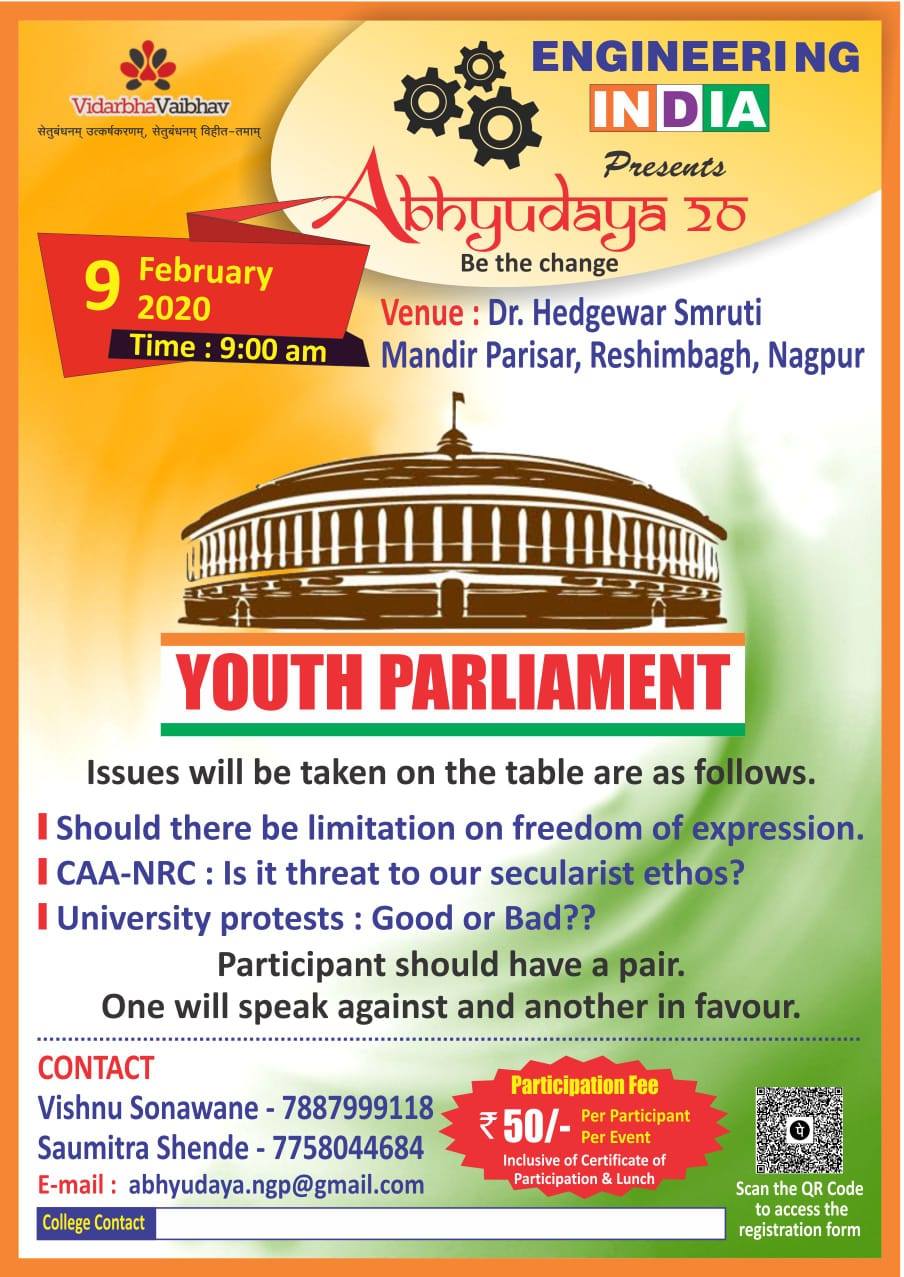 VidarbhaVaibhav
सेतुबंधनम् उत्कर्षकरणम्, सेतुबंधनम् विहीत-तमाम्
ENGINEERING
INDIA
Presents
Abhyudaya 20
Be the change
9 February
2020
Time : 9:00 am
Venue : Dr. Hedgewar Smruti
Mandir Parisar, Reshimbagh, Nagpur
YOUTH PARLIAMENT
Issues will be taken on the table are as follows.
Should there be limitation on freedom of expression.
CAA-NRC : Is it threat to our secularist ethos?
University protests : Good or Bad??
Participant should have a pair.
One will speak against and another in favour.
CONTACT
Vishnu Sonawane - 7887999118
Saumitra Shende - 7758044684
E-mail : abhyudaya.ngp@gmail.com
College Contact
Participation Fee
₹ 50/- Per Participant
Per Event
Inclusive of Certificate of
Participation & Lunch
पे
Scan the QR Code
to access the
registration form